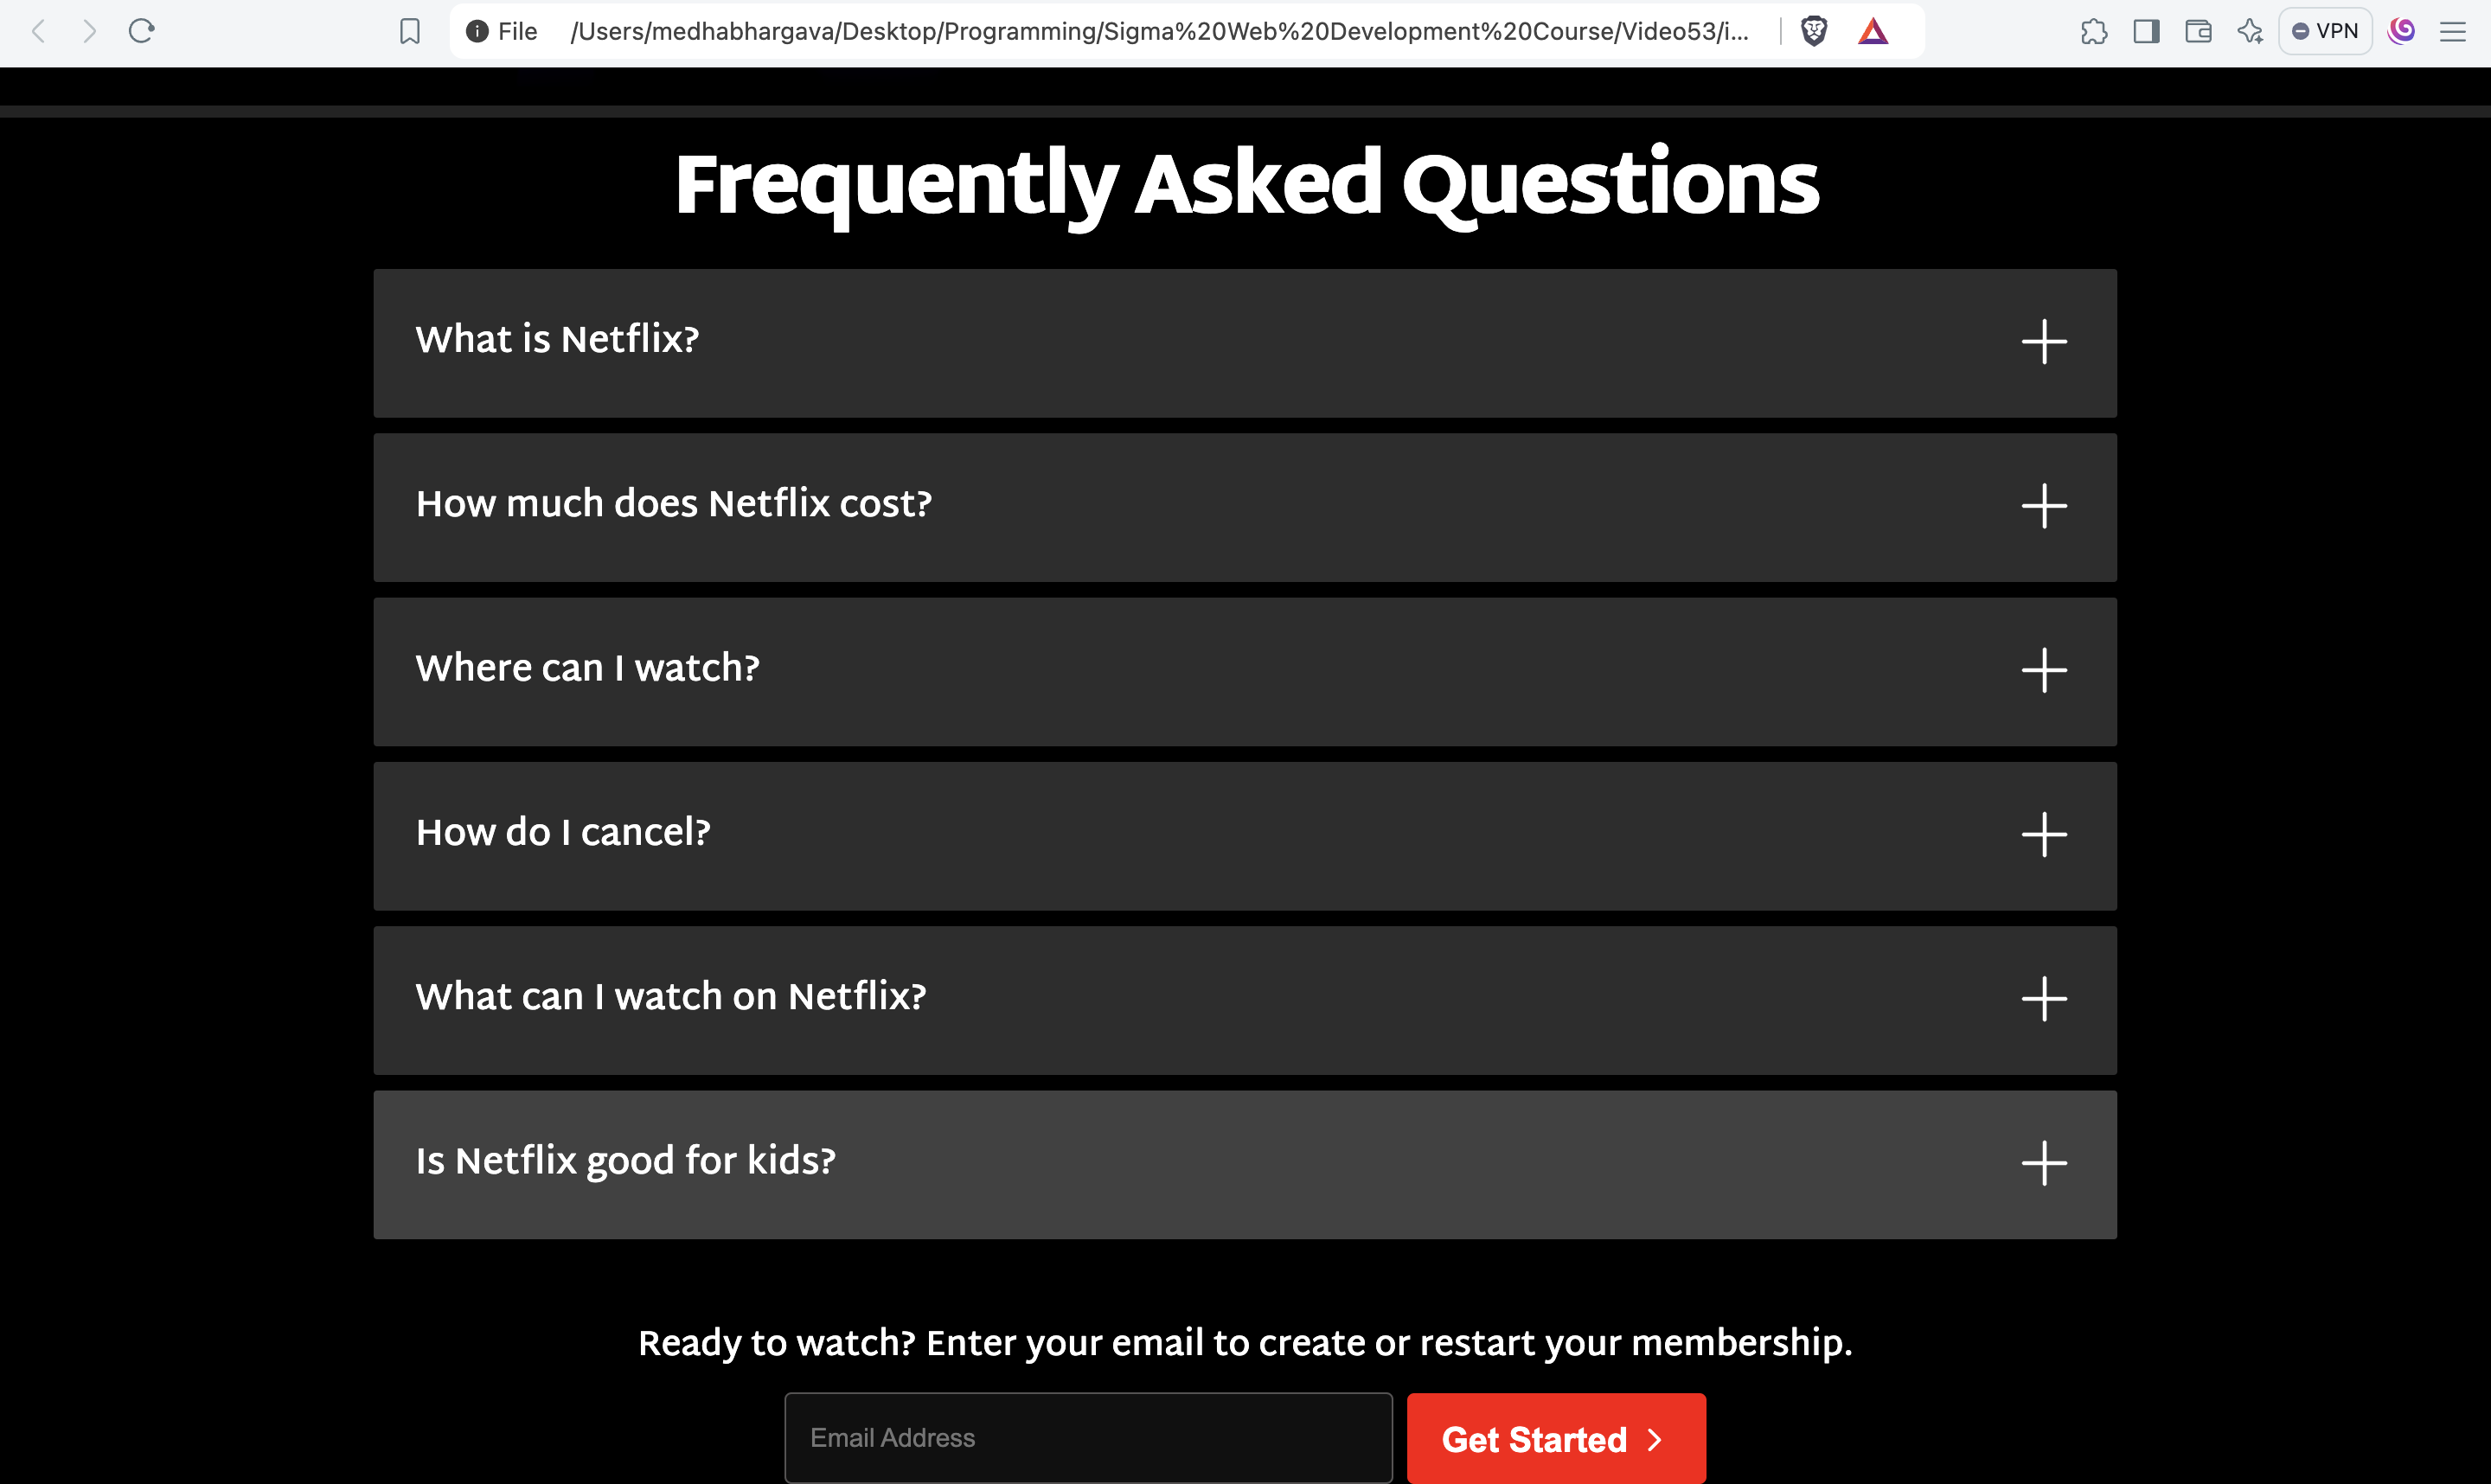 File /Users/medhabhargava/Desktop/Programming/Sigma%20Web%20Development%20Course/Video53/i... VPN
Frequently Asked Questions
What is Netflix?
How much does Netflix cost?
Where can I watch?
How do I cancel?
What can I watch on Netflix?
Is Netflix good for kids?
Ready to watch? Enter your email to create or restart your membership.
Email Address Get Started